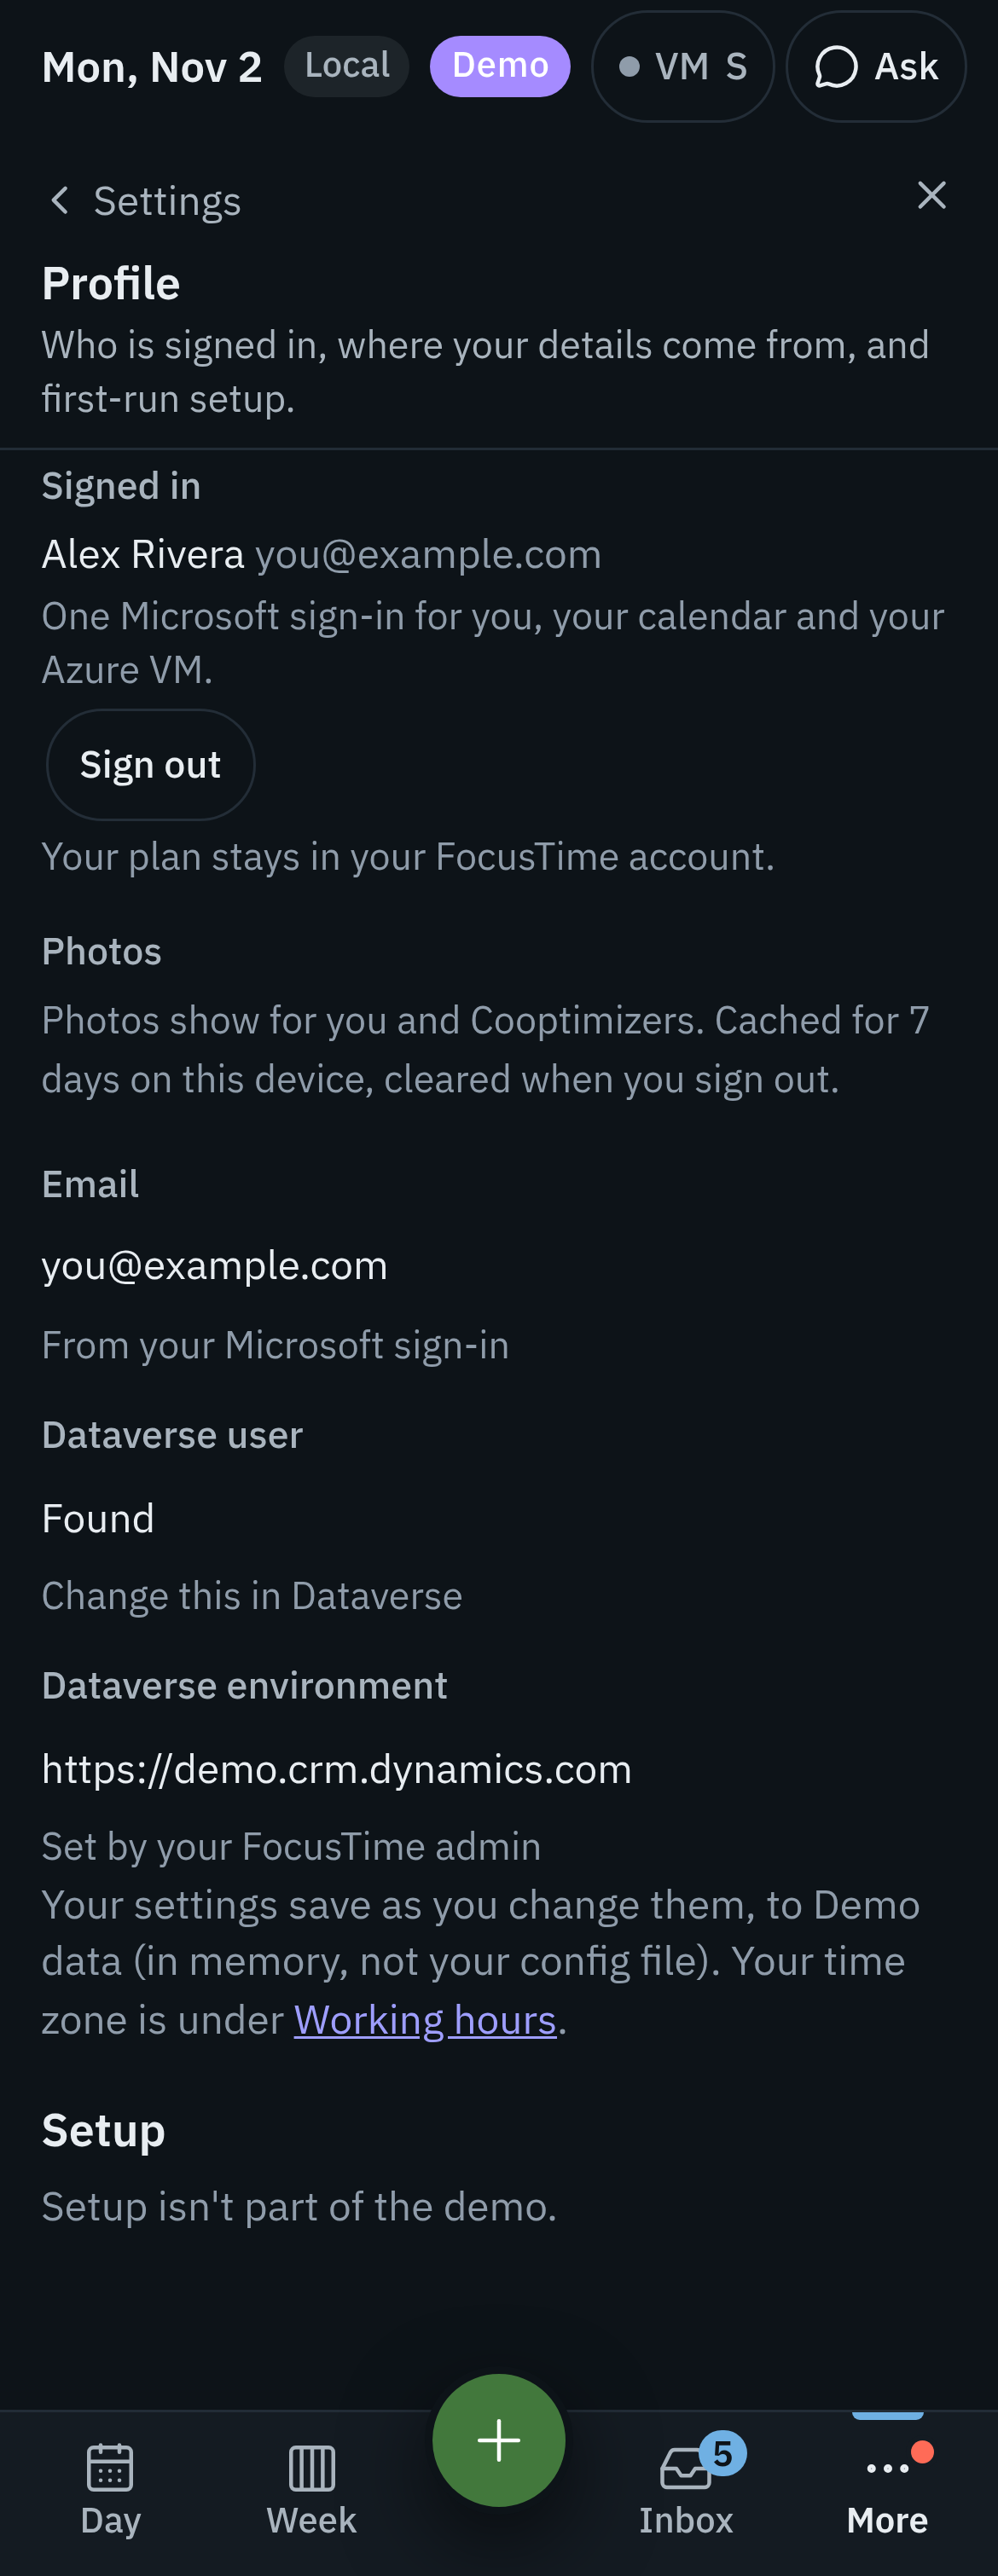 Mon, Nov 2 Local Demo VM S Ask
Settings
Profile
Who is signed in, where your details come from, and
first-run setup.
Signed in
Alex Rivera you@example.com
One Microsoft sign-in for you, your calendar and your
Azure VM.
Sign out
Your plan stays in your FocusTime account.
Photos
Photos show for you and Cooptimizers. Cached for 7
days on this device, cleared when you sign out.
Email
you@example.com
From your Microsoft sign-in
Dataverse user
Found
Change this in Dataverse
Dataverse environment
https://demo.crm.dynamics.com
Set by your FocusTime admin
Your settings save as you change them, to Demo
data (in memory, not your config file). Your time
zone is under Working hours.
Setup
Setup isn't part of the demo.
5
Day Week Inbox More